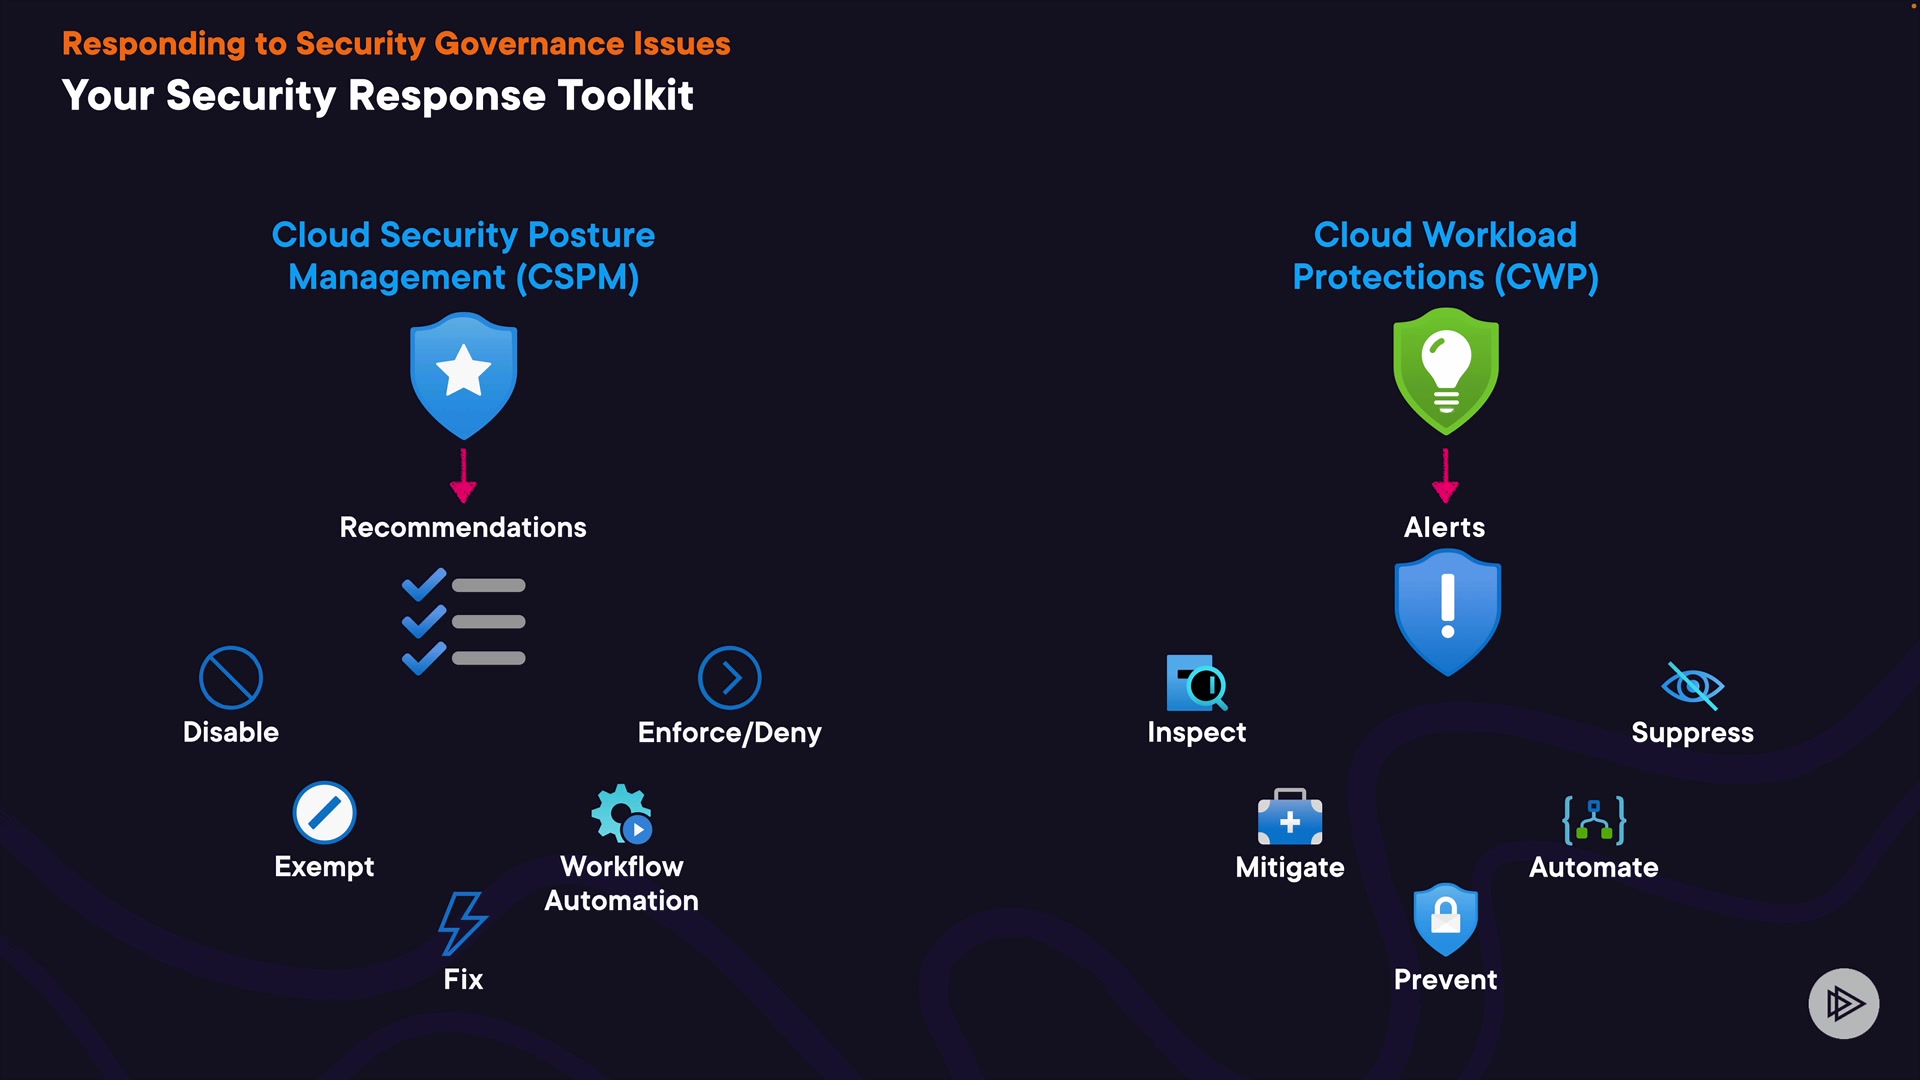 Responding to Security Governance Issues
Your Security Response Toolkit
Cloud Security Posture
Management (CSPM)
Recommendations
Disable
Enforce/Deny
Exempt
Workflow
Automation
Fix
Cloud Workload
Protections (CWP)
Alerts
Inspect
Suppress
Mitigate
Automate
Prevent